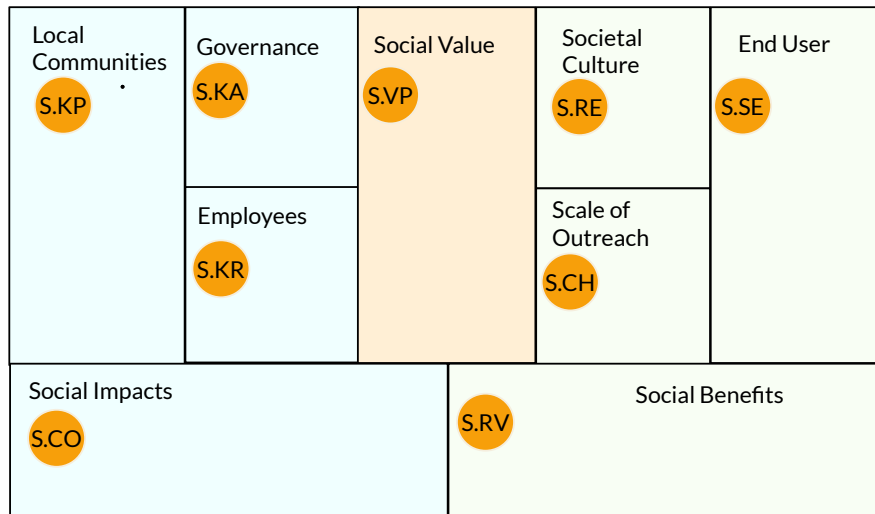 Local
Communities
S.KP
Governance
S.KA
Employees
S.KR
Social Value
S.VP
Societal
Culture
S.RE
Scale of
Outreach
S.CH
End User
S.SE
Social Impacts
S.CO
Social Benefits
S.RV